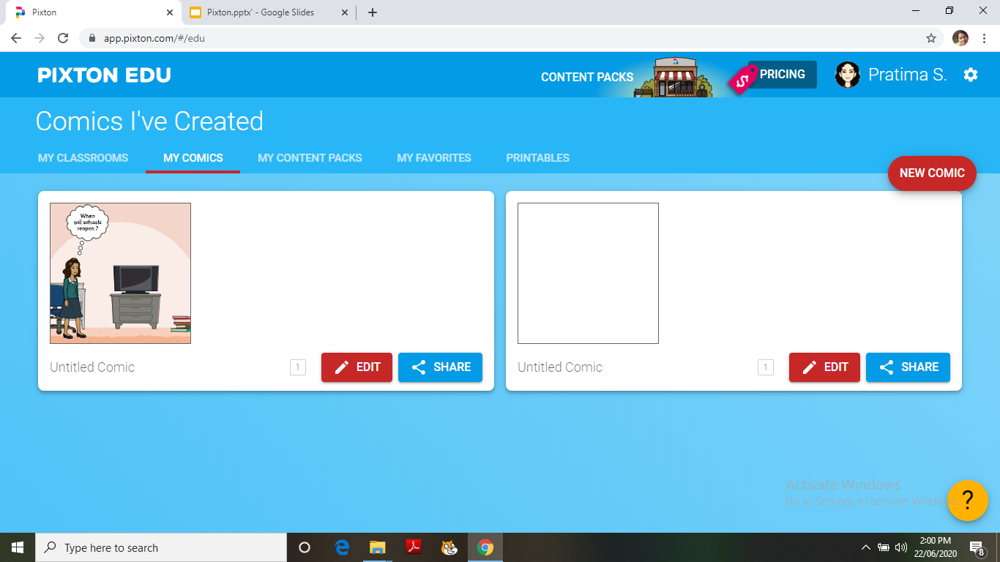 Pixton
Pixton.pptx' - Google Slides
app.pixton.com/#/edu
PIXTON EDU
CONTENT PACKS
$
PRICING
Pratima S.
Comics I've Created
MY CLASSROOMS
MY COMICS
MY CONTENT PACKS
MY FAVORITES
PRINTABLES
NEW COMIC
When
will schools
reopen ?
Untitled Comic
1
EDIT
SHARE
Untitled Comic
1
EDIT
SHARE
Activate Windows
Go to Settings to activate Windows.
?
Type here to search
2:00 PM
22/06/2020
8